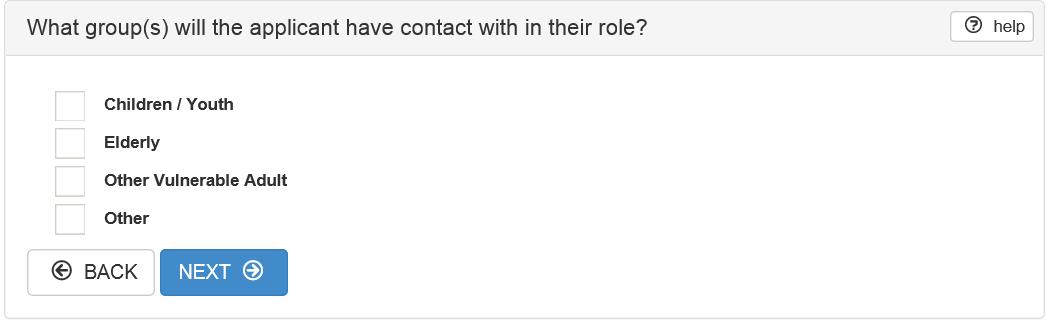 What group(s) will the applicant have contact with in their role?
help
Children / Youth
Elderly
Other Vulnerable Adult
Other
BACK NEXT